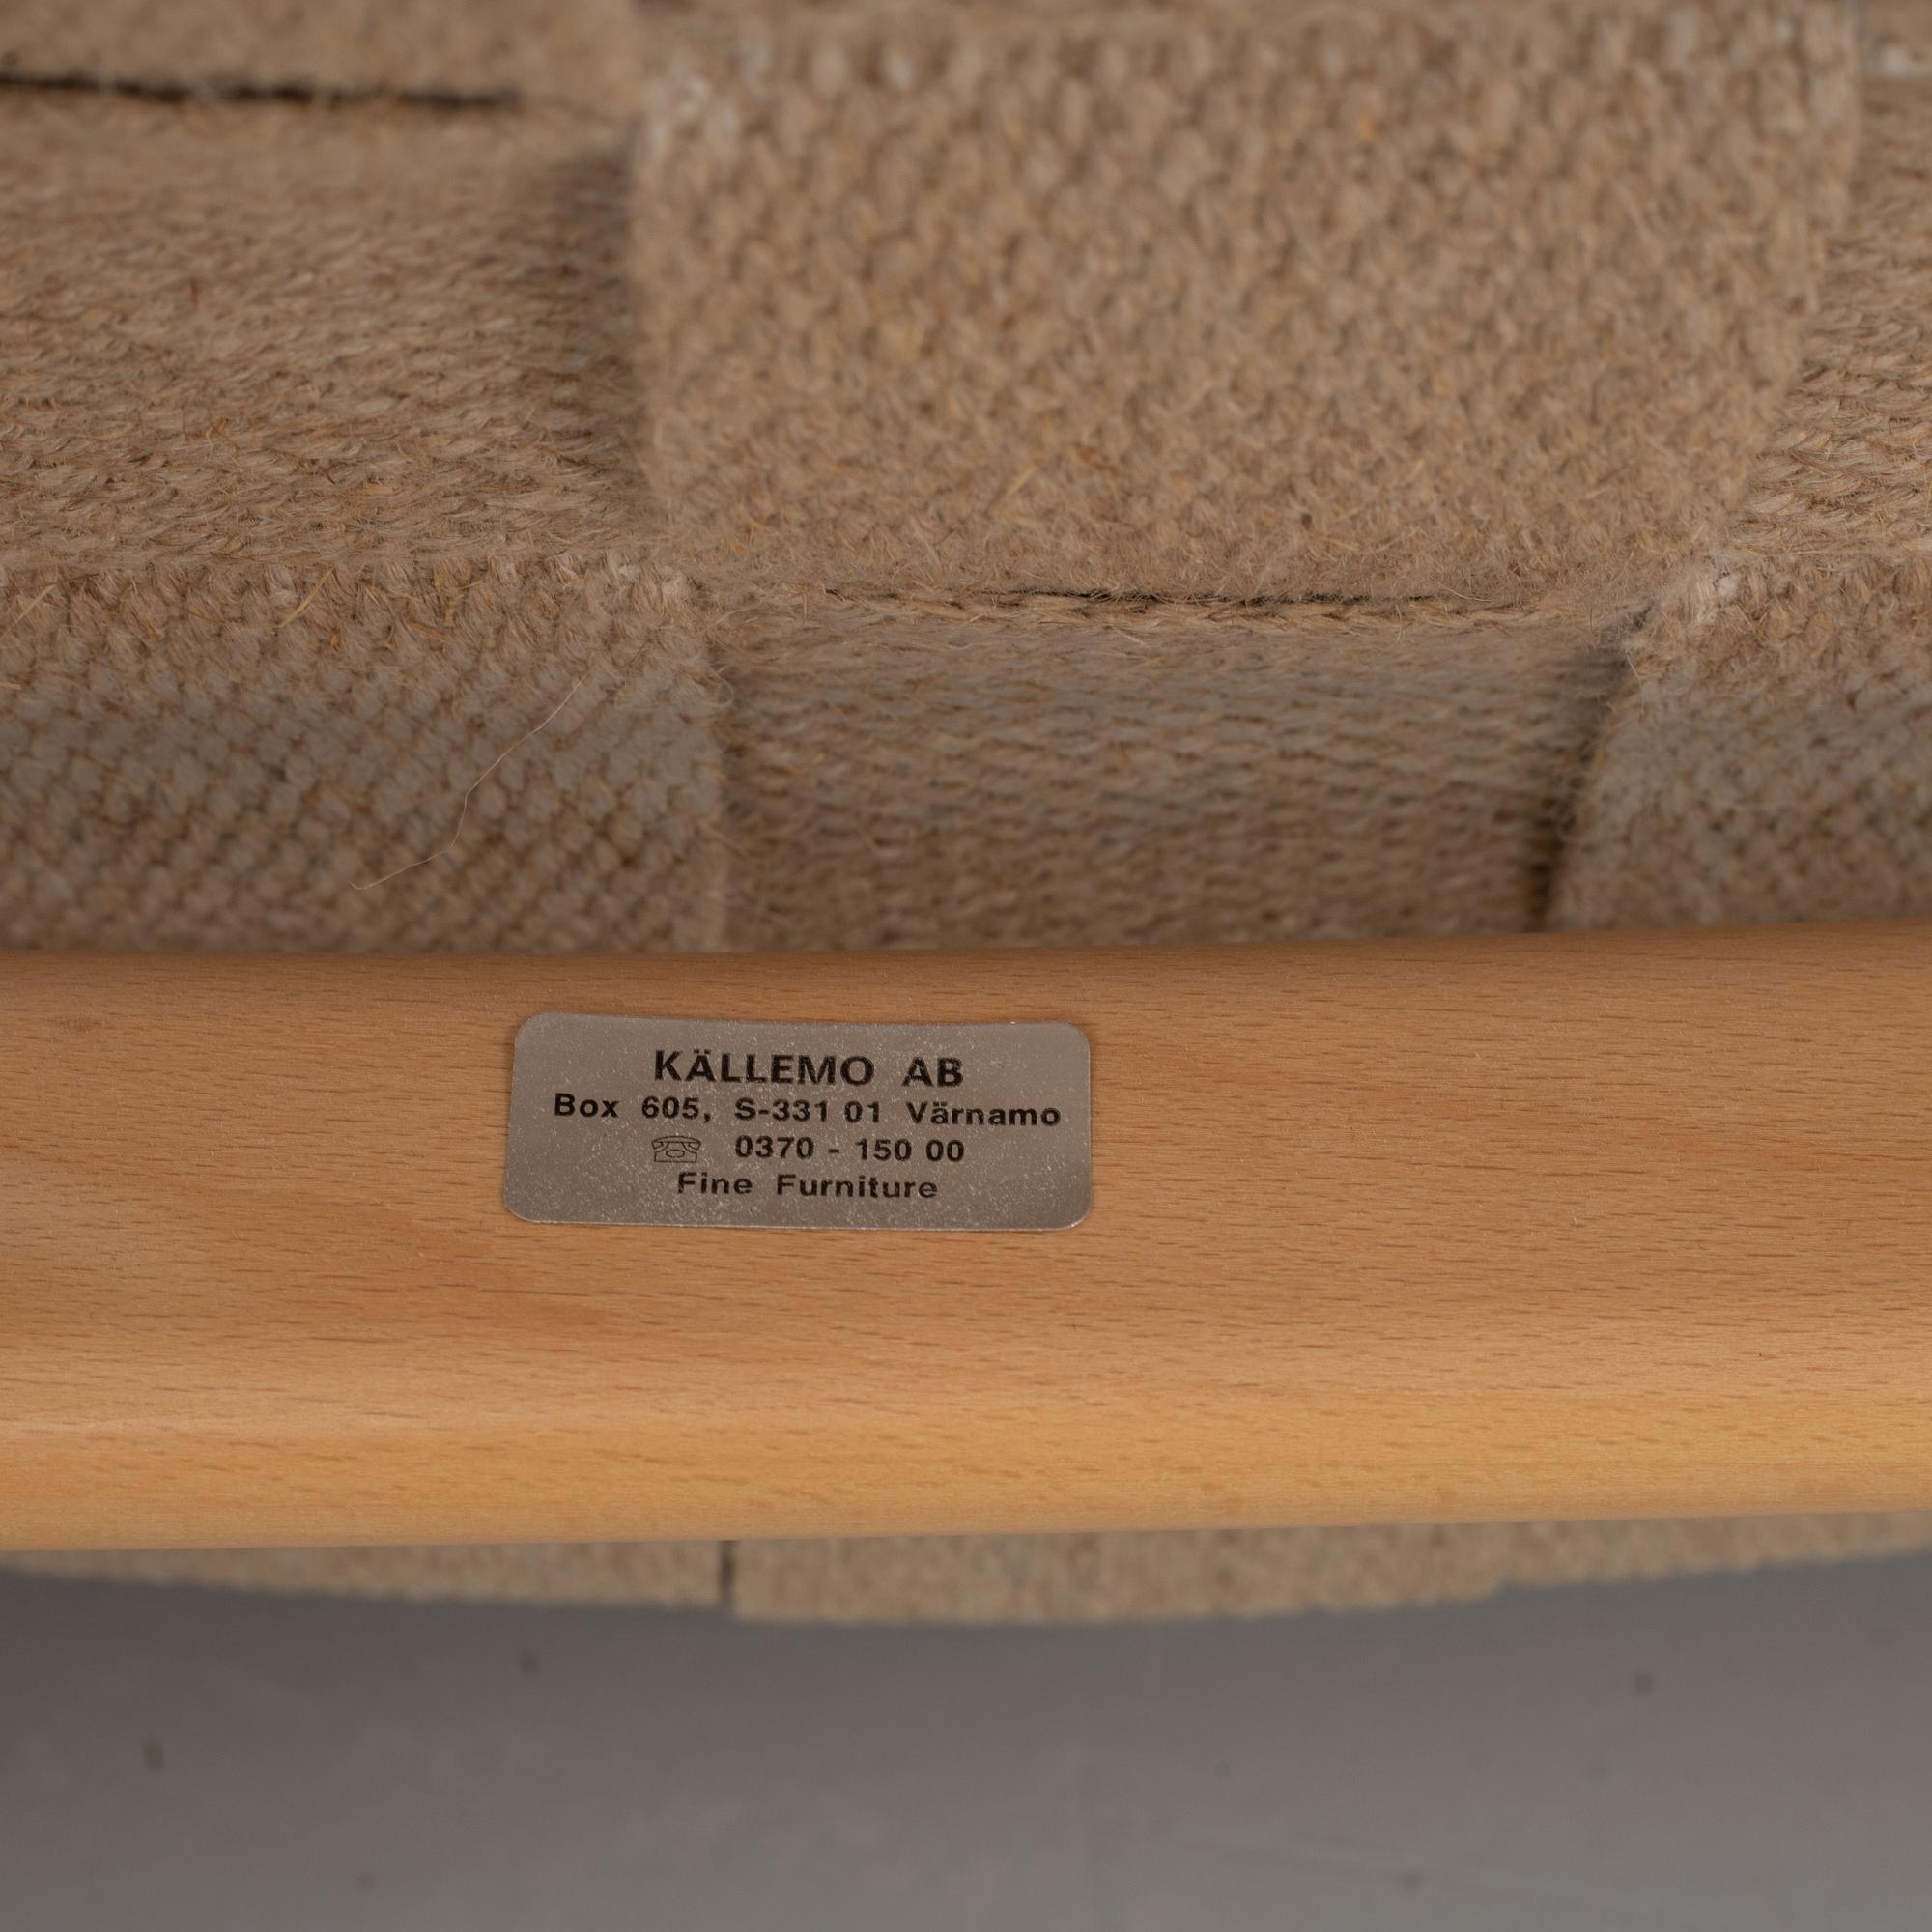 KÄLLEMO AB
Box 605, S-331 01 Värnamo
☏ 0370 - 150 00
Fine Furniture